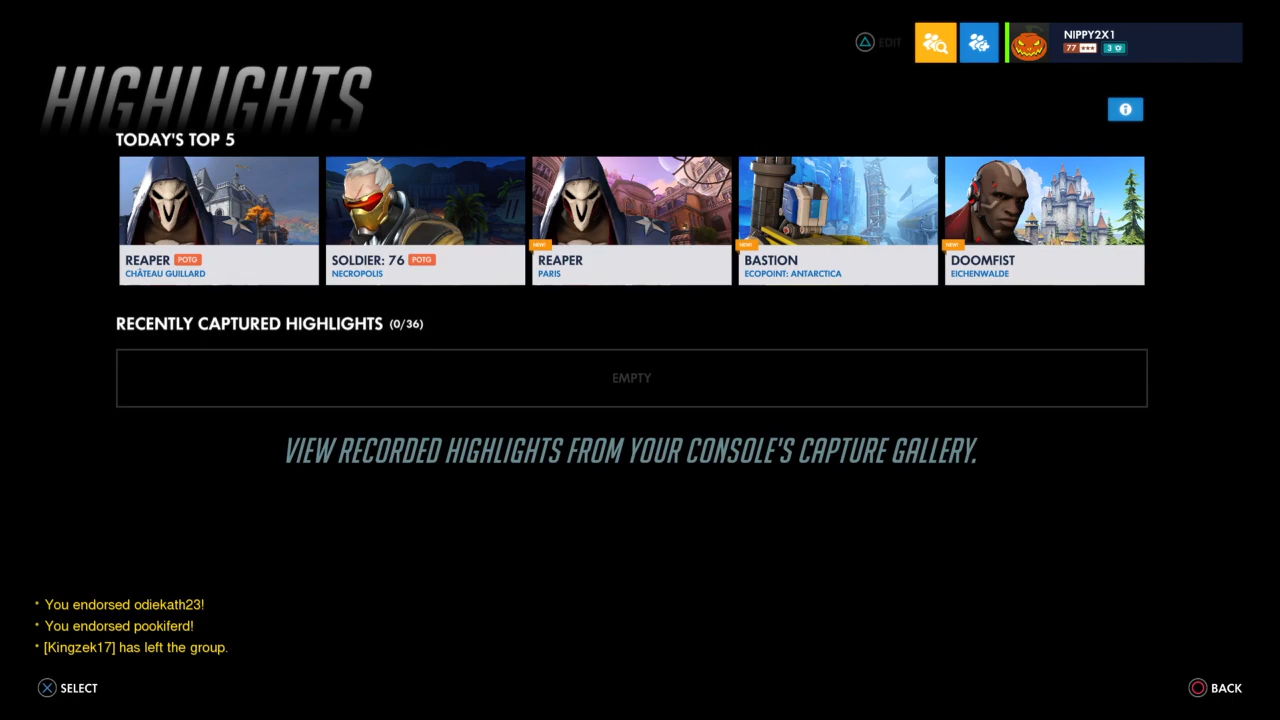 EDIT
NIPPY2X1
77 3
HIGHLIGHTS
TODAY'S TOP 5
REAPER POTG
CHÂTEAU GUILLARD
SOLDIER: 76 POTG
NECROPOLIS
NEW!
REAPER
PARIS
NEW!
BASTION
ECOPOINT: ANTARCTICA
NEW!
DOOMFIST
EICHENWALDE
RECENTLY CAPTURED HIGHLIGHTS (0/36)
EMPTY
VIEW RECORDED HIGHLIGHTS FROM YOUR CONSOLE'S CAPTURE GALLERY.
* You endorsed odiekath23!
* You endorsed pookiferd!
* [Kingzek17] has left the group.
SELECT
BACK